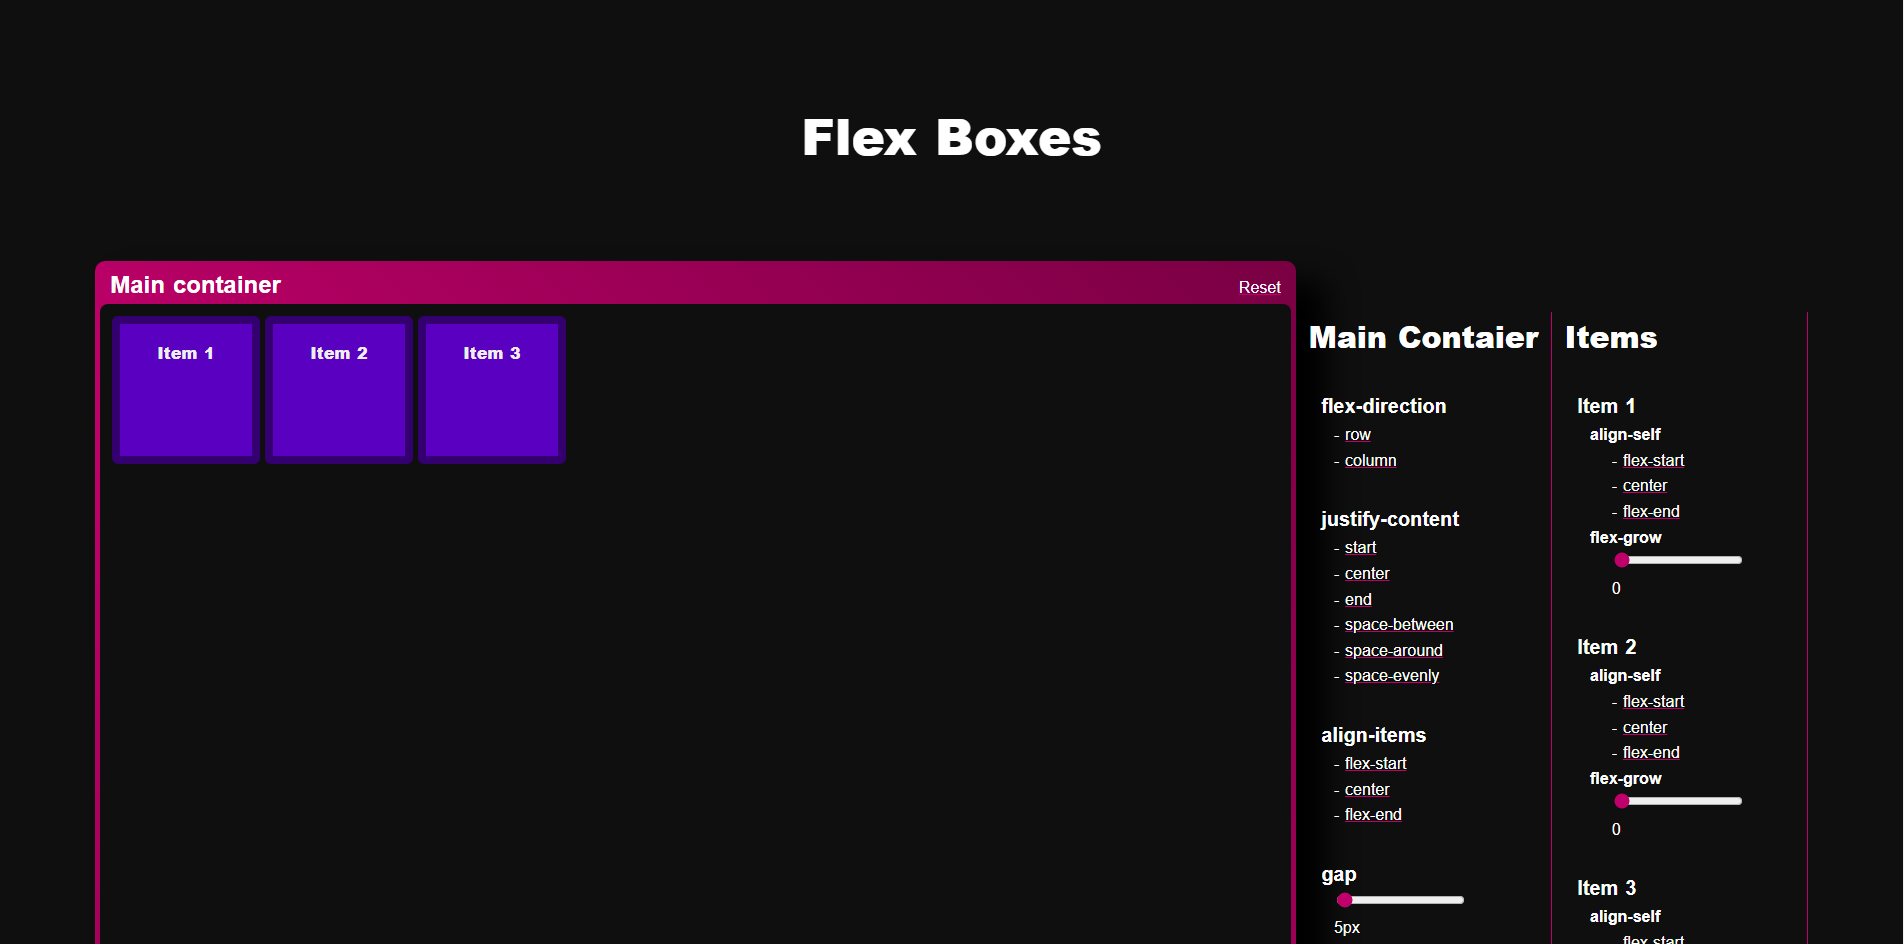 Flex Boxes
Main container
Reset
Item 1
Item 2
Item 3
Main Contaier
flex-direction
- row
- column
justify-content
- start
- center
- end
- space-between
- space-around
- space-evenly
align-items
- flex-start
- center
- flex-end
gap
5px
Items
Item 1
align-self
- flex-start
- center
- flex-end
flex-grow
0
Item 2
align-self
- flex-start
- center
- flex-end
flex-grow
0
Item 3
align-self
- flex-start